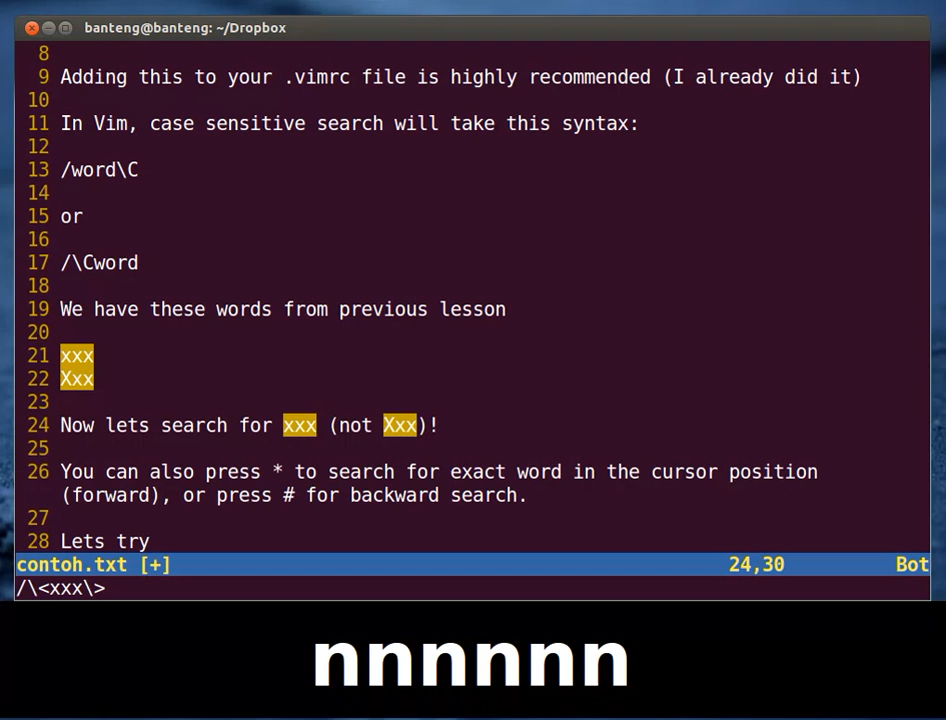 banteng@banteng: ~/Dropbox
8
9 Adding this to your .vimrc file is highly recommended (I already did it)
10
11 In Vim, case sensitive search will take this syntax:
12
13 /word\C
14
15 or
16
17 /\Cword
18
19 We have these words from previous lesson
20
21 xxx
22 Xxx
23
24 Now lets search for xxx (not Xxx)!
25
26 You can also press * to search for exact word in the cursor position
(forward), or press # for backward search.
27
28 Lets try
contoh.txt [+] 24,30 Bot
/\<xxx\>
nnnnnn